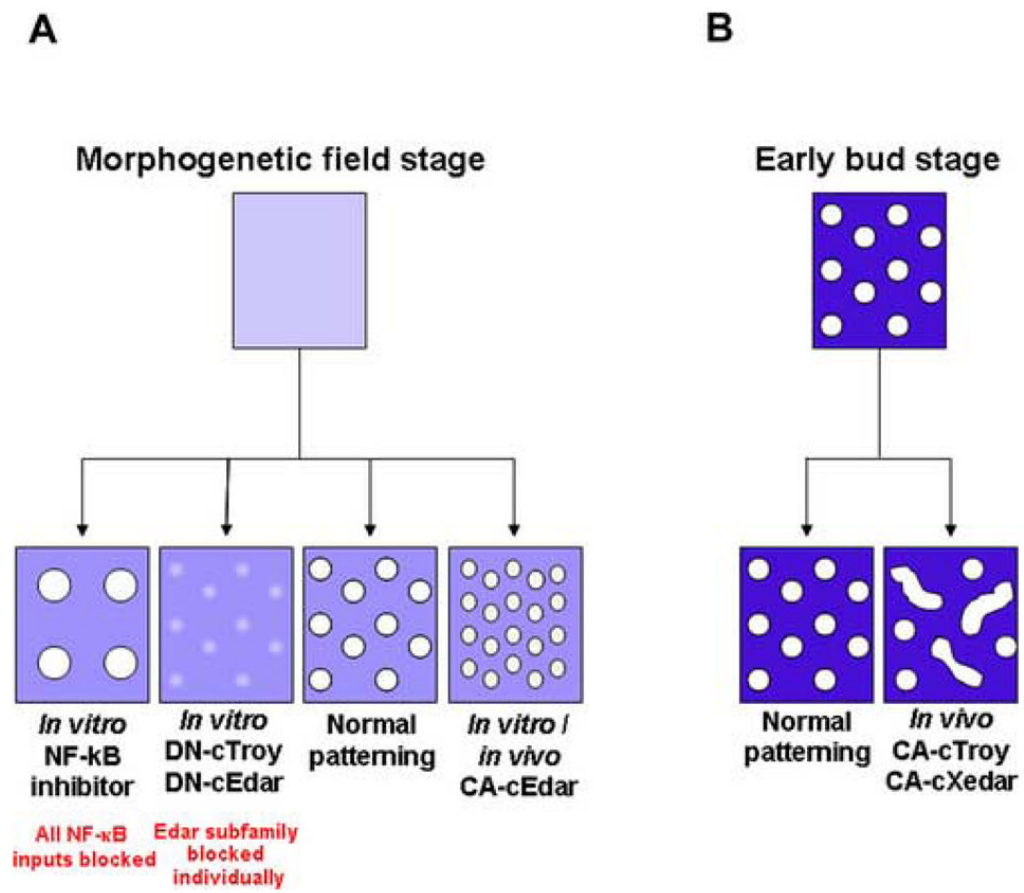 A
B
Morphogenetic field stage
Early bud stage
In vitro
NF-kB
inhibitor
In vitro
DN-cTroy
DN-cEdar
Normal
patterning
In vitro /
in vivo
CA-cEdar
Normal
patterning
In vivo
CA-cTroy
CA-cXedar
All NF-κB
inputs blocked
Edar subfamily
blocked
individually